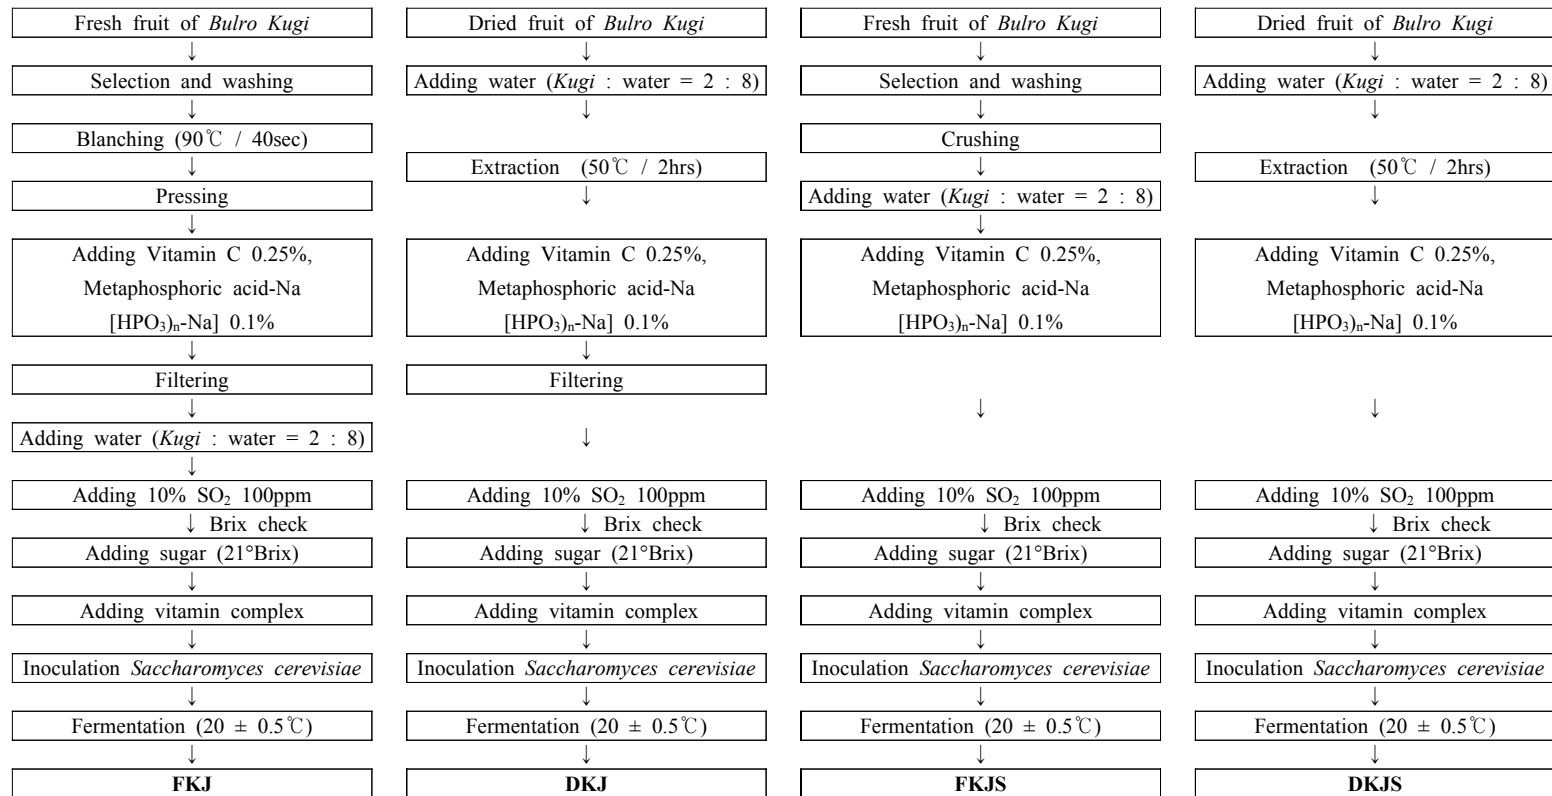 Fresh fruit of Bulro Kugi
↓
Selection and washing
↓
Blanching (90℃ / 40sec)
↓
Pressing
↓
Adding Vitamin C 0.25%,
Metaphosphoric acid-Na
[HPO₃)ₙ-Na] 0.1%
↓
Filtering
↓
Adding water (Kugi : water = 2 : 8)
↓
Adding 10% SO₂ 100ppm
↓ Brix check
Adding sugar (21°Brix)
↓
Adding vitamin complex
↓
Inoculation Saccharomyces cerevisiae
↓
Fermentation (20 ± 0.5℃)
↓
FKJ
Dried fruit of Bulro Kugi
↓
Adding water (Kugi : water = 2 : 8)
↓
Extraction (50℃ / 2hrs)
↓
Adding Vitamin C 0.25%,
Metaphosphoric acid-Na
[HPO₃)ₙ-Na] 0.1%
↓
Filtering
↓
Adding 10% SO₂ 100ppm
↓ Brix check
Adding sugar (21°Brix)
↓
Adding vitamin complex
↓
Inoculation Saccharomyces cerevisiae
↓
Fermentation (20 ± 0.5℃)
↓
DKJ
Fresh fruit of Bulro Kugi
↓
Selection and washing
↓
Crushing
↓
Adding water (Kugi : water = 2 : 8)
↓
Adding Vitamin C 0.25%,
Metaphosphoric acid-Na
[HPO₃)ₙ-Na] 0.1%
↓
Adding 10% SO₂ 100ppm
↓ Brix check
Adding sugar (21°Brix)
↓
Adding vitamin complex
↓
Inoculation Saccharomyces cerevisiae
↓
Fermentation (20 ± 0.5℃)
↓
FKJS
Dried fruit of Bulro Kugi
↓
Adding water (Kugi : water = 2 : 8)
↓
Extraction (50℃ / 2hrs)
↓
Adding Vitamin C 0.25%,
Metaphosphoric acid-Na
[HPO₃)ₙ-Na] 0.1%
↓
Adding 10% SO₂ 100ppm
↓ Brix check
Adding sugar (21°Brix)
↓
Adding vitamin complex
↓
Inoculation Saccharomyces cerevisiae
↓
Fermentation (20 ± 0.5℃)
↓
DKJS